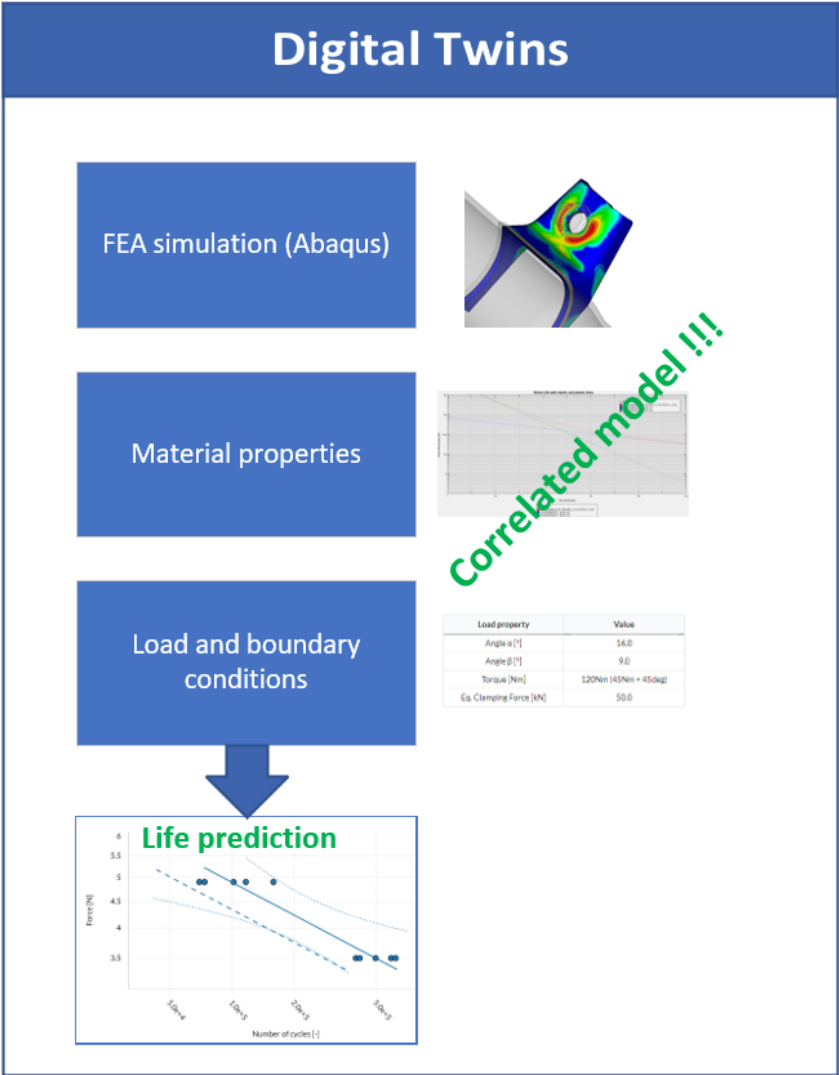 Digital Twins
FEA simulation (Abaqus)
Material properties
Correlated model !!!
Load and boundary
conditions
Load property Value
Angle α [°] 16.0
Angle β [°] 9.0
Torque [Nm] 120Nm (45Nm + 45deg)
Eq. Clamping Force [kN] 50.0
Life prediction
6
5.5
5
4.5
4
3.5
Force [N]
5.0e+4
1.0e+5
2.0e+5
5.0e+5
Number of cycles [-]